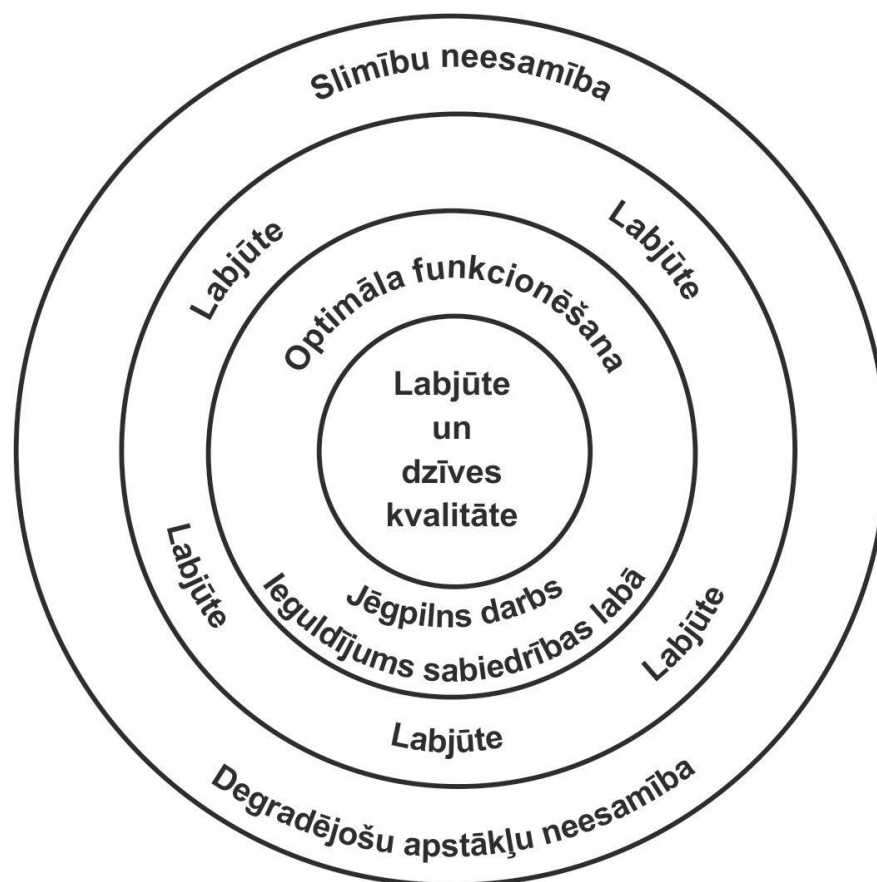 Slimību neesamība
Labjūte
Labjūte
Optimāla funkcionēšana
Labjūte
un
dzīves
kvalitāte
Labjūte
Jēgpilns darbs
Ieguldījums sabiedrības labā
Labjūte
Labjūte
Degradējošu apstākļu neesamība